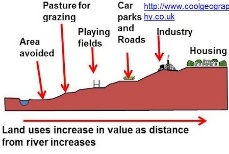 Pasture for
grazing
Area
avoided
Playing
fields
Car
parks
and
Roads
http://www.coolgeograp
hy.co.uk
Industry
Housing
Land uses increase in value as distance
from river increases